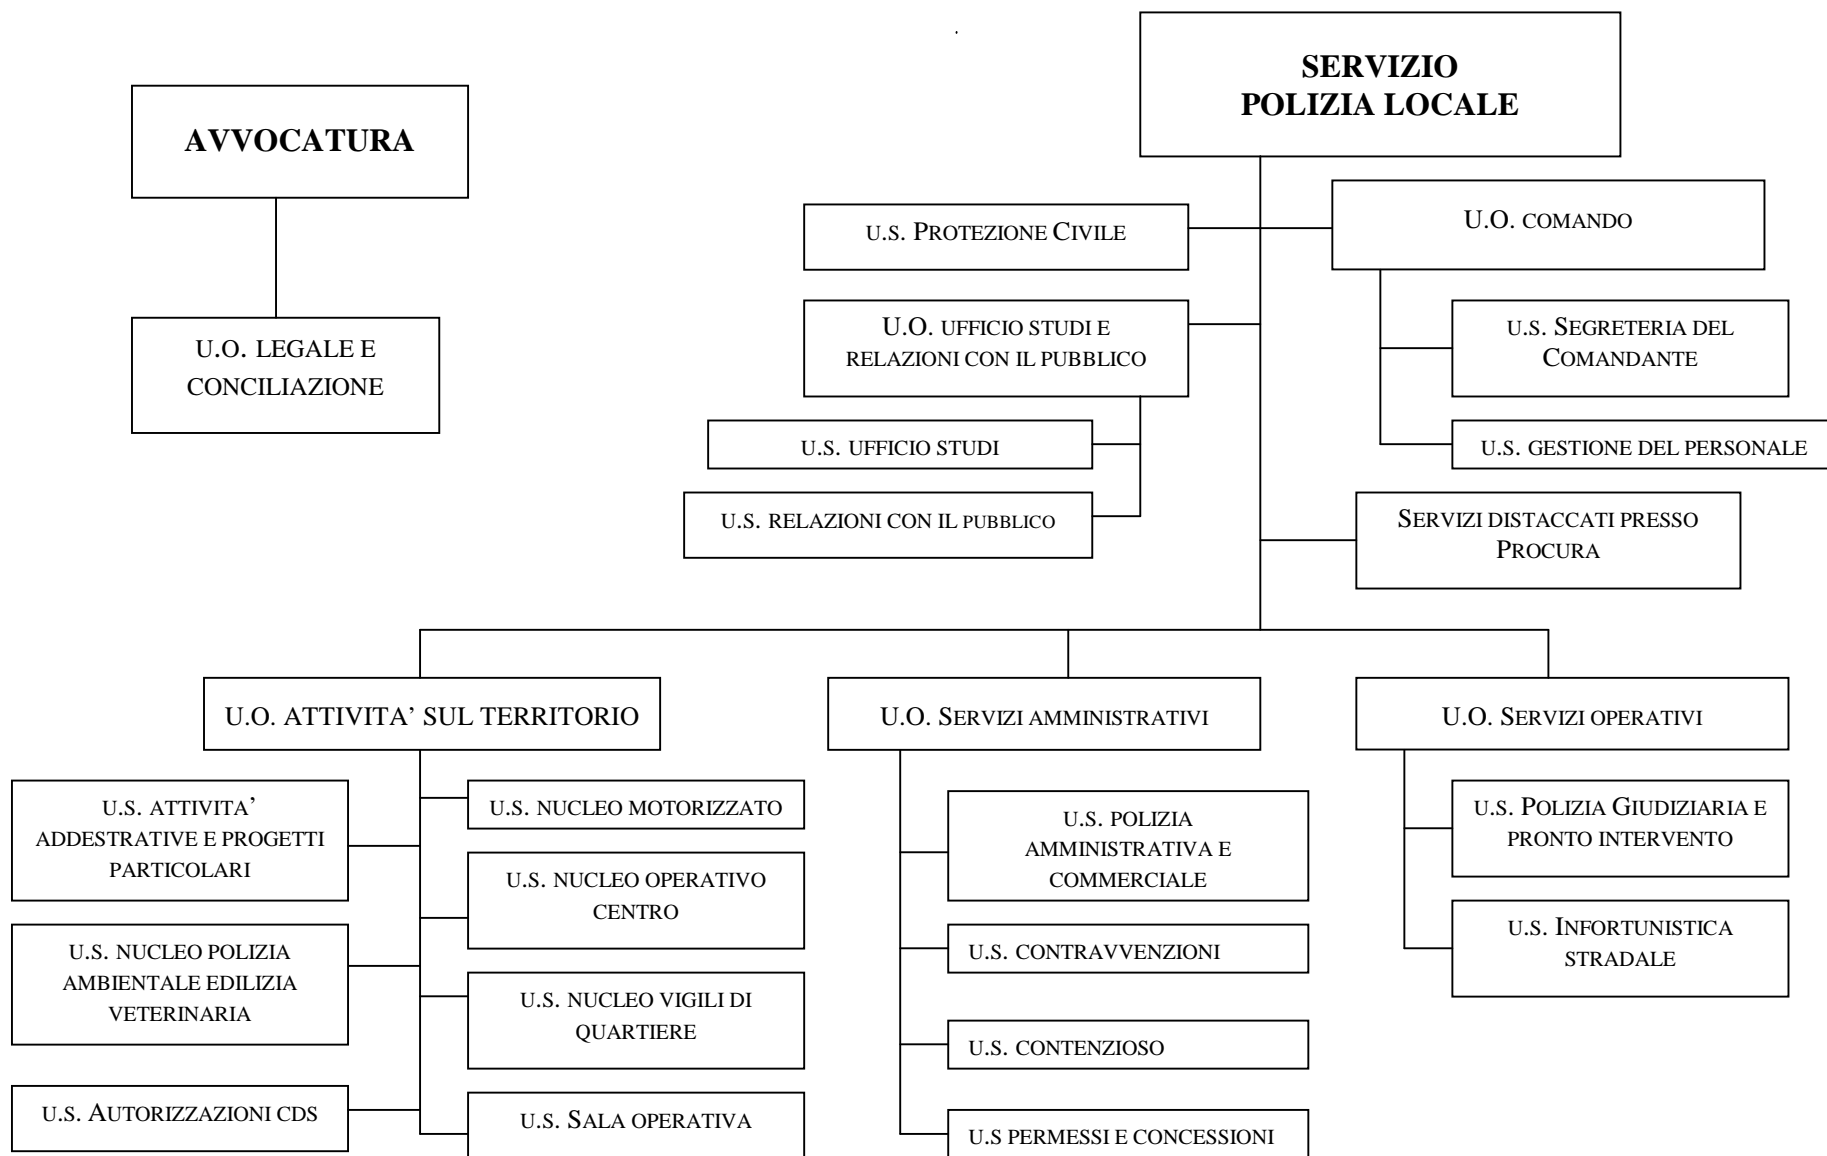 AVVOCATURA
U.O. LEGALE E
CONCILIAZIONE
SERVIZIO
POLIZIA LOCALE
U.S. PROTEZIONE CIVILE
U.O. COMANDO
U.O. UFFICIO STUDI E
RELAZIONI CON IL PUBBLICO
U.S. SEGRETERIA DEL
COMANDANTE
U.S. UFFICIO STUDI
U.S. GESTIONE DEL PERSONALE
U.S. RELAZIONI CON IL PUBBLICO
SERVIZI DISTACCATI PRESSO
PROCURA
U.O. ATTIVITA’ SUL TERRITORIO
U.S. ATTIVITA’
ADDESTRATIVE E PROGETTI
PARTICOLARI
U.S. NUCLEO POLIZIA
AMBIENTALE EDILIZIA
VETERINARIA
U.S. AUTORIZZAZIONI CDS
U.S. NUCLEO MOTORIZZATO
U.S. NUCLEO OPERATIVO
CENTRO
U.S. NUCLEO VIGILI DI
QUARTIERE
U.S. SALA OPERATIVA
U.O. SERVIZI AMMINISTRATIVI
U.S. POLIZIA
AMMINISTRATIVA E
COMMERCIALE
U.S. CONTRAVVENZIONI
U.S. CONTENZIOSO
U.S PERMESSI E CONCESSIONI
U.O. SERVIZI OPERATIVI
U.S. POLIZIA GIUDIZIARIA E
PRONTO INTERVENTO
U.S. INFORTUNISTICA
STRADALE